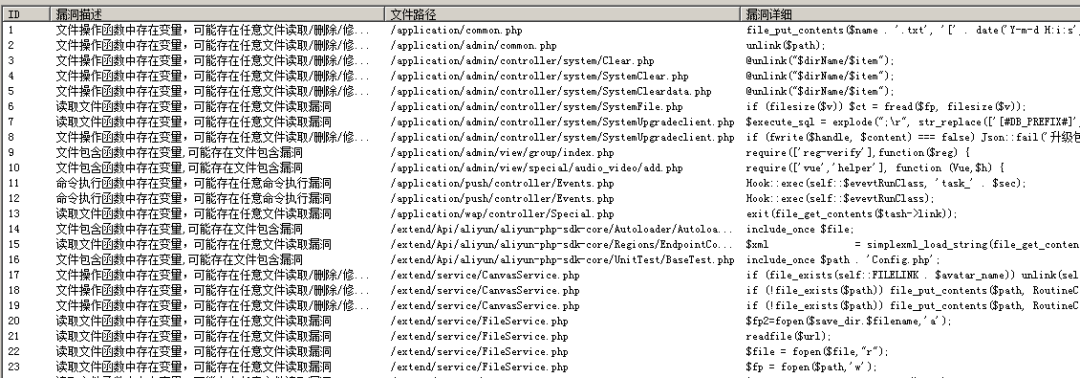 ID 漏洞描述 文件路径 漏洞详细
1 文件操作函数中存在变量，可能存在任意文件读取/删除/修... /application/common.php file_put_contents($name . '.txt', '[' . date('Y-m-d H:i:s'
2 文件操作函数中存在变量，可能存在任意文件读取/删除/修... /application/admin/common.php unlink($path);
3 文件操作函数中存在变量，可能存在任意文件读取/删除/修... /application/admin/controller/system/Clear.php @unlink("$dirName/$item");
4 文件操作函数中存在变量，可能存在任意文件读取/删除/修... /application/admin/controller/system/SystemClear.php @unlink("$dirName/$item");
5 文件操作函数中存在变量，可能存在任意文件读取/删除/修... /application/admin/controller/system/SystemCleardata.php @unlink("$dirName/$item");
6 读取文件函数中存在变量，可能存在任意文件读取漏洞 /application/admin/controller/system/SystemFile.php if (filesize($v)) $ct = fread($fp, filesize($v));
7 读取文件函数中存在变量，可能存在任意文件读取漏洞 /application/admin/controller/system/SystemUpgradeclient.php $execute_sql = explode(";\r", str_replace(['[#DB_PREFIX#]',
8 文件操作函数中存在变量，可能存在任意文件读取/删除/修... /application/admin/controller/system/SystemUpgradeclient.php if (fwrite($handle, $content) === false) Json::fail('升级包
9 文件包含函数中存在变量,可能存在文件包含漏洞 /application/admin/view/group/index.php require(['reg-verify'],function($reg) {
10 文件包含函数中存在变量,可能存在文件包含漏洞 /application/admin/view/special/audio_video/add.php require(['vue','helper'], function (Vue,$h) {
11 命令执行函数中存在变量，可能存在任意命令执行漏洞 /application/push/controller/Events.php Hook::exec(self::$evevtRunClass, 'task_' . $sec);
12 命令执行函数中存在变量，可能存在任意命令执行漏洞 /application/push/controller/Events.php Hook::exec(self::$evevtRunClass);
13 读取文件函数中存在变量，可能存在任意文件读取漏洞 /application/wap/controller/Special.php exit(file_get_contents($tash->link));
14 文件包含函数中存在变量,可能存在文件包含漏洞 /extend/Api/aliyun/aliyun-php-sdk-core/Autoloader/Autoloa... include_once $file;
15 读取文件函数中存在变量，可能存在任意文件读取漏洞 /extend/Api/aliyun/aliyun-php-sdk-core/Regions/EndpointCo... $xml = simplexml_load_string(file_get_conten
16 文件包含函数中存在变量,可能存在文件包含漏洞 /extend/Api/aliyun/aliyun-php-sdk-core/UnitTest/BaseTest.php include_once $path . 'Config.php';
17 文件操作函数中存在变量，可能存在任意文件读取/删除/修... /extend/service/CanvasService.php if (file_exists(self::FILELINK . $avatar_name)) unlink(sel
18 文件操作函数中存在变量，可能存在任意文件读取/删除/修... /extend/service/CanvasService.php if (!file_exists($path)) file_put_contents($path, RoutineC
19 文件操作函数中存在变量，可能存在任意文件读取/删除/修... /extend/service/CanvasService.php if (!file_exists($path)) file_put_contents($path, RoutineC
20 读取文件函数中存在变量，可能存在任意文件读取漏洞 /extend/service/FileService.php $fp2=fopen($save_dir.$filename,'a');
21 读取文件函数中存在变量，可能存在任意文件读取漏洞 /extend/service/FileService.php readfile($url);
22 读取文件函数中存在变量，可能存在任意文件读取漏洞 /extend/service/FileService.php $file = fopen($file,"r");
23 读取文件函数中存在变量，可能存在任意文件读取漏洞 /extend/service/FileService.php $fp = fopen($path,'w');